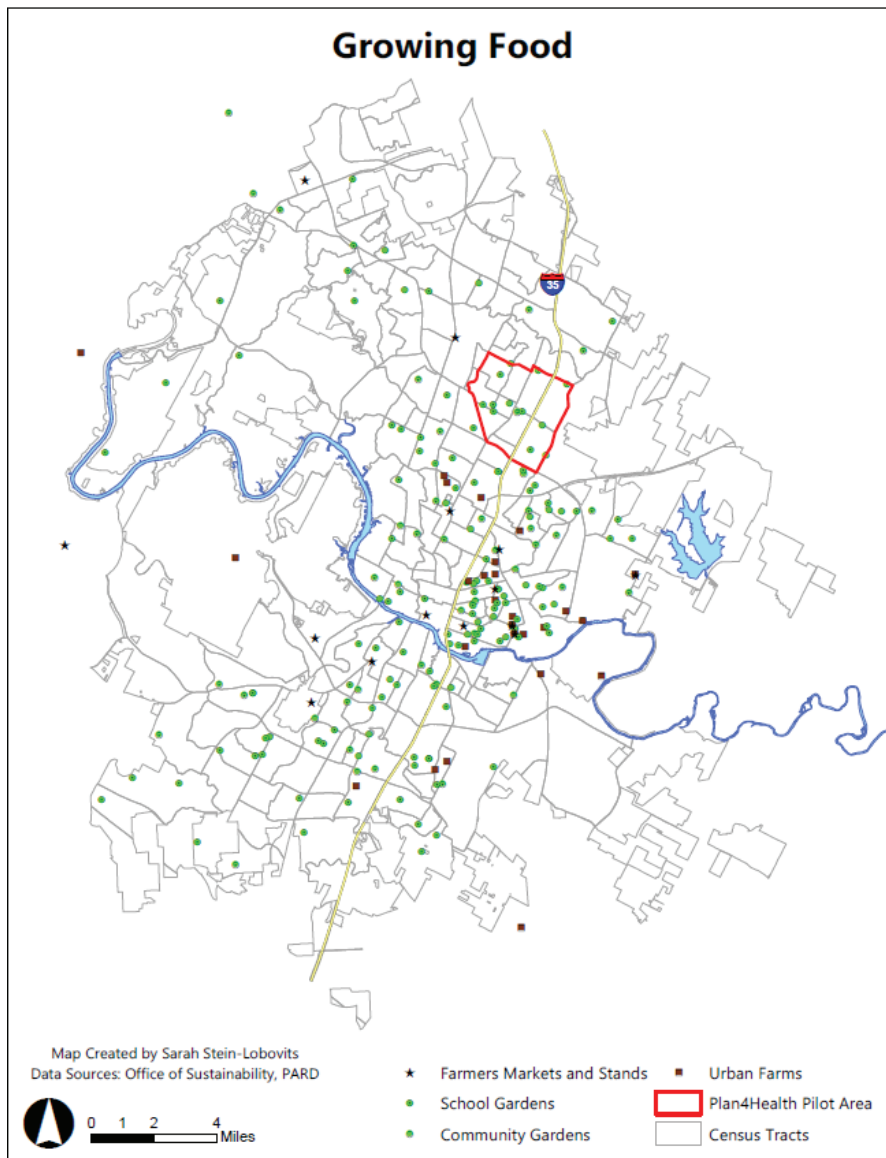 Growing Food
35
Map Created by Sarah Stein-Lobovits
Data Sources: Office of Sustainability, PARD
0 1 2 4
Miles
Farmers Markets and Stands
School Gardens
Community Gardens
Urban Farms
Plan4Health Pilot Area
Census Tracts